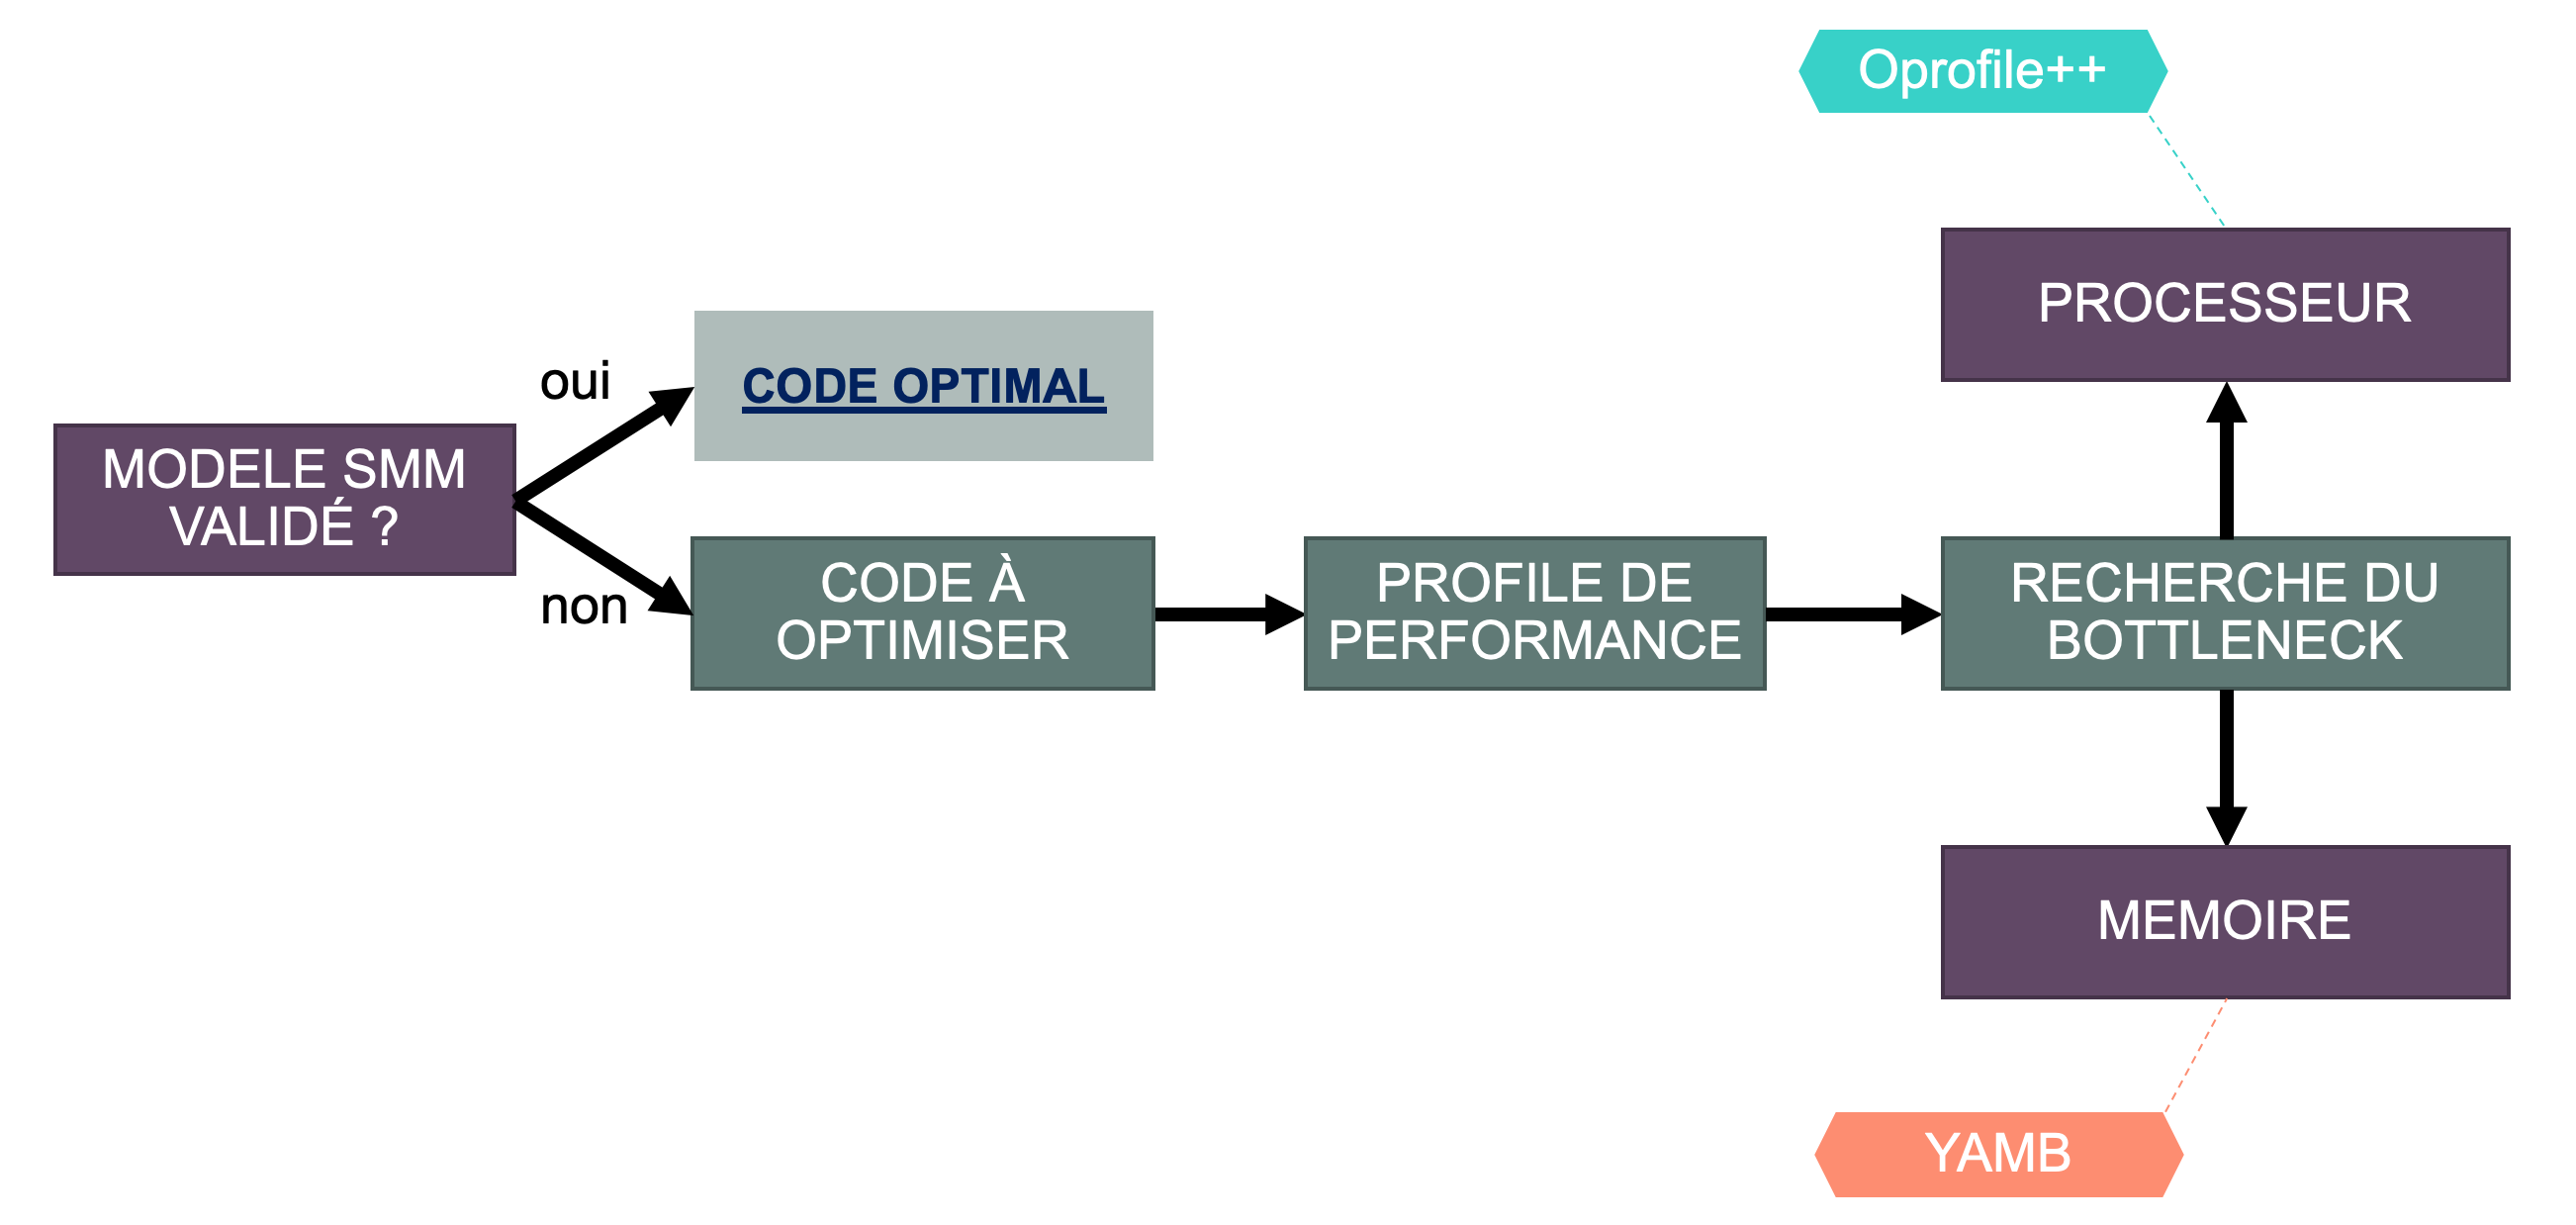 Oprofile++
PROCESSEUR
oui
CODE OPTIMAL
MODELE SMM
VALIDÉ ?
non
CODE À
OPTIMISER
PROFILE DE
PERFORMANCE
RECHERCHE DU
BOTTLENECK
MEMOIRE
YAMB